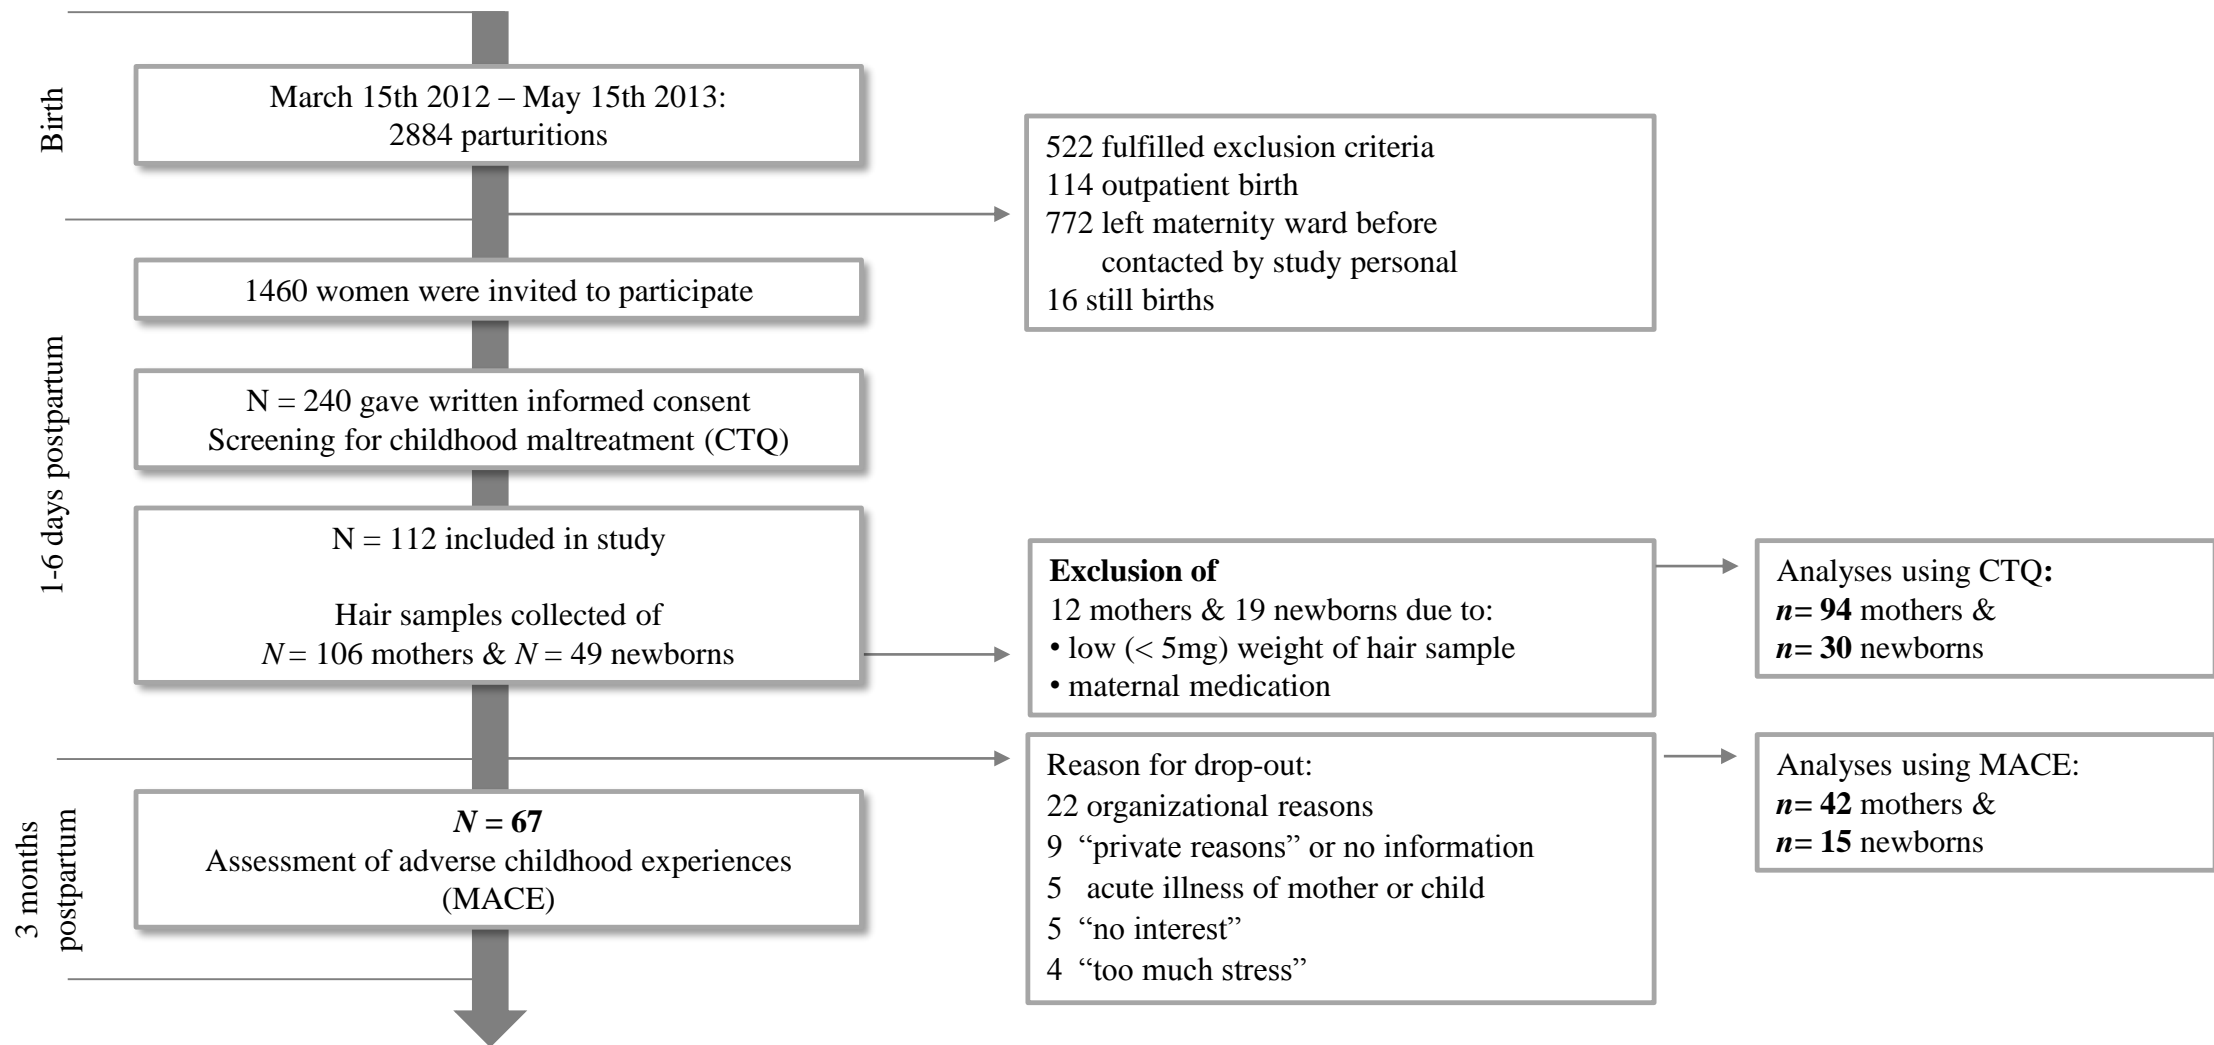 Birth
March 15th 2012 – May 15th 2013:
2884 parturitions
522 fulfilled exclusion criteria
114 outpatient birth
772 left maternity ward before
contacted by study personal
16 still births
1-6 days postpartum
1460 women were invited to participate
N = 240 gave written informed consent
Screening for childhood maltreatment (CTQ)
N = 112 included in study
Hair samples collected of
N = 106 mothers & N = 49 newborns
Exclusion of
12 mothers & 19 newborns due to:
• low (< 5mg) weight of hair sample
• maternal medication
Analyses using CTQ:
n= 94 mothers &
n= 30 newborns
3 months
postpartum
N = 67
Assessment of adverse childhood experiences
(MACE)
Reason for drop-out:
22 organizational reasons
9 “private reasons” or no information
5 acute illness of mother or child
5 “no interest”
4 “too much stress”
Analyses using MACE:
n= 42 mothers &
n= 15 newborns